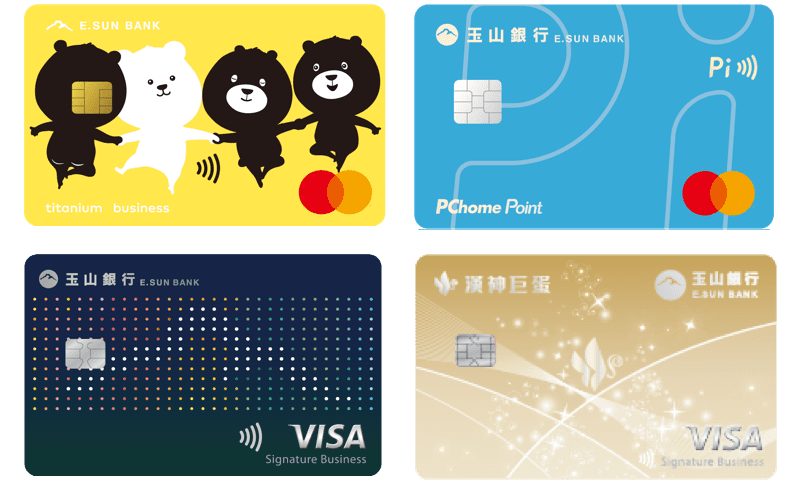 E.SUN BANK
titanium business
玉山銀行 E.SUN BANK
Pi
PChome Point
玉山銀行 E.SUN BANK
VISA
Signature Business
漢神巨蛋
玉山銀行
E.SUN BANK
VISA
Signature Business